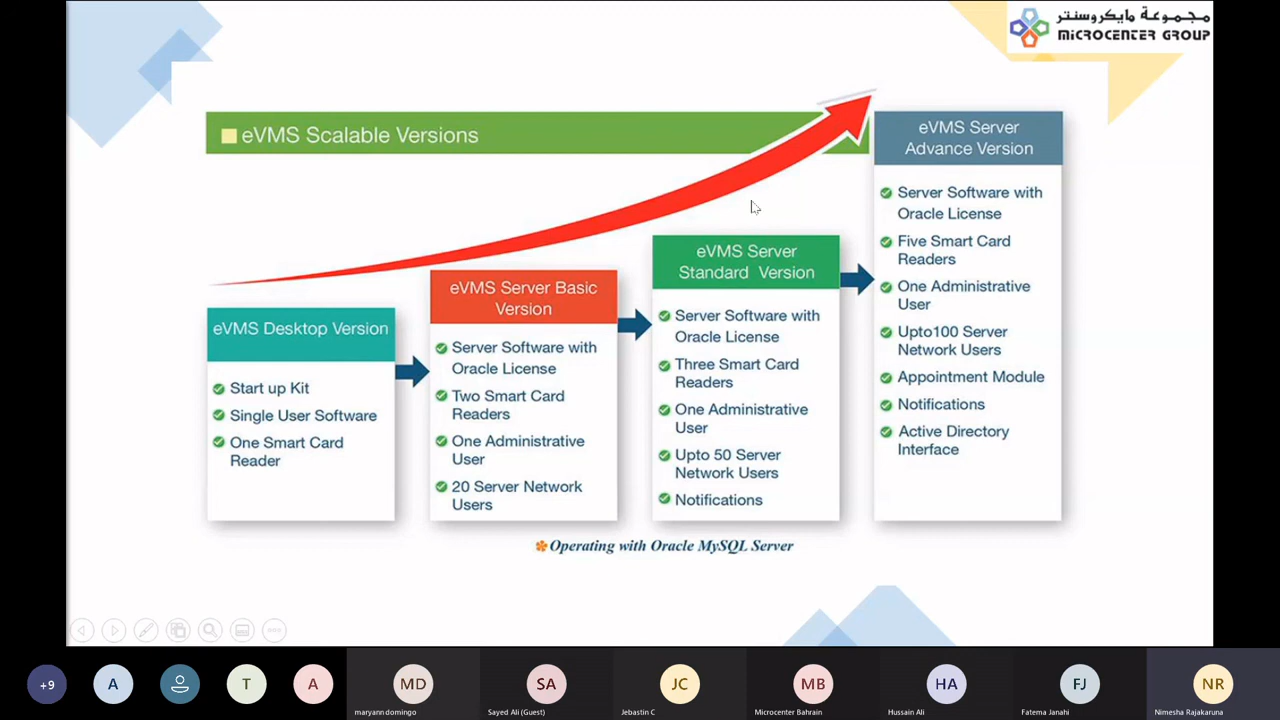 مجموعة مايكروسنتر
MICROCENTER GROUP
eVMS Scalable Versions
eVMS Desktop Version
Start up Kit
Single User Software
One Smart Card
Reader
eVMS Server Basic
Version
Server Software with
Oracle License
Two Smart Card
Readers
One Administrative
User
20 Server Network
Users
eVMS Server
Standard Version
Server Software with
Oracle License
Three Smart Card
Readers
One Administrative
User
Upto 50 Server
Network Users
Notifications
eVMS Server
Advance Version
Server Software with
Oracle License
Five Smart Card
Readers
One Administrative
User
Upto100 Server
Network Users
Appointment Module
Notifications
Active Directory
Interface
Operating with Oracle MySQL Server
+9
A
T
A
MD
maryann domingo
SA
Sayed Ali (Guest)
JC
Jebastin C
MB
Microcenter Bahrain
HA
Hussain Ali
FJ
Fatema Janahi
NR
Nimesha Rajakaruna